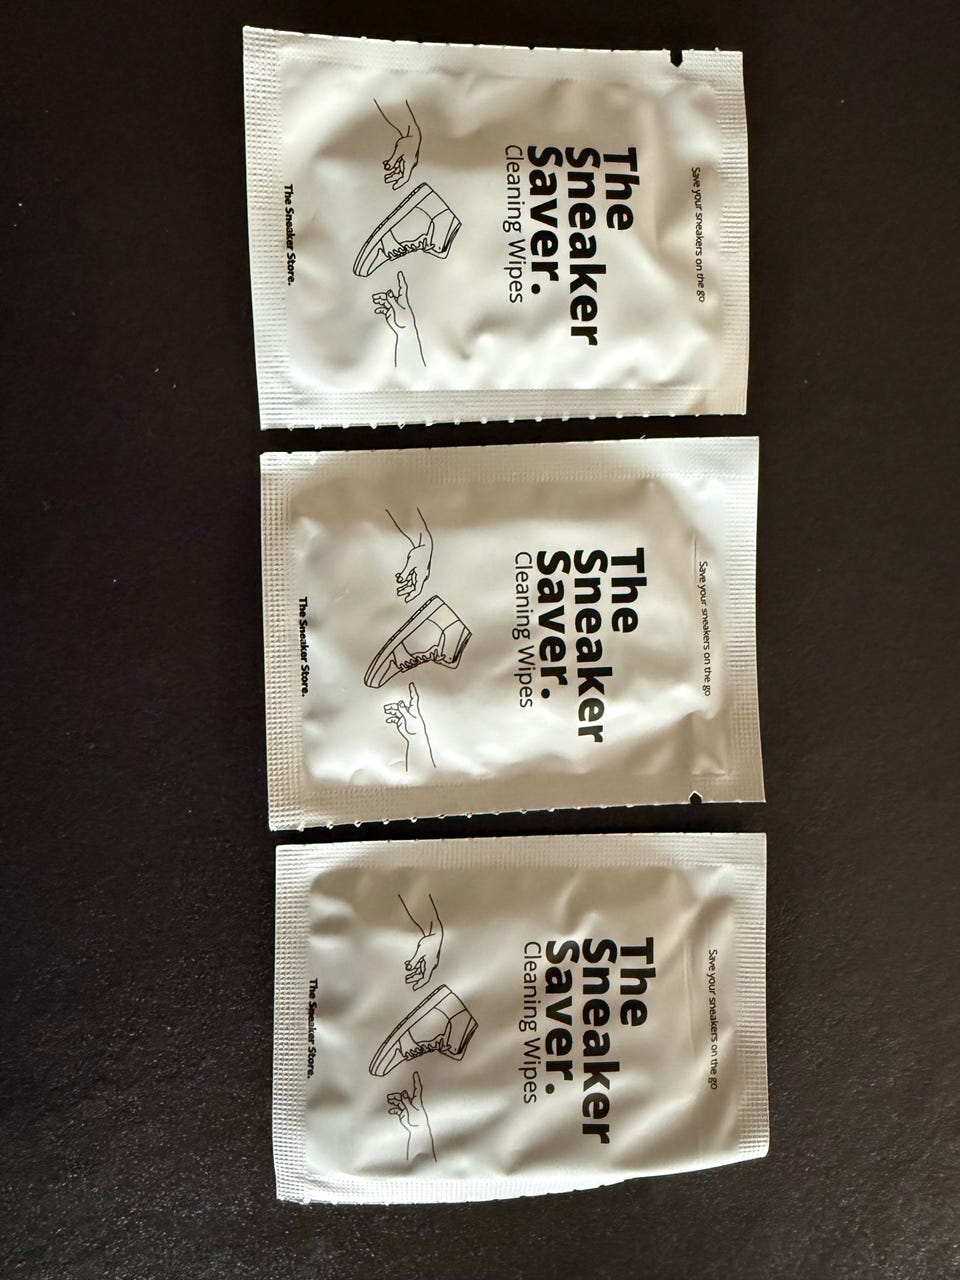 Save your sneakers on the go
The
Sneaker
Saver.
Cleaning Wipes
The Sneaker Store.
Save your sneakers on the go
The
Sneaker
Saver.
Cleaning Wipes
The Sneaker Store.
Save your sneakers on the go
The
Sneaker
Saver.
Cleaning Wipes
The Sneaker Store.